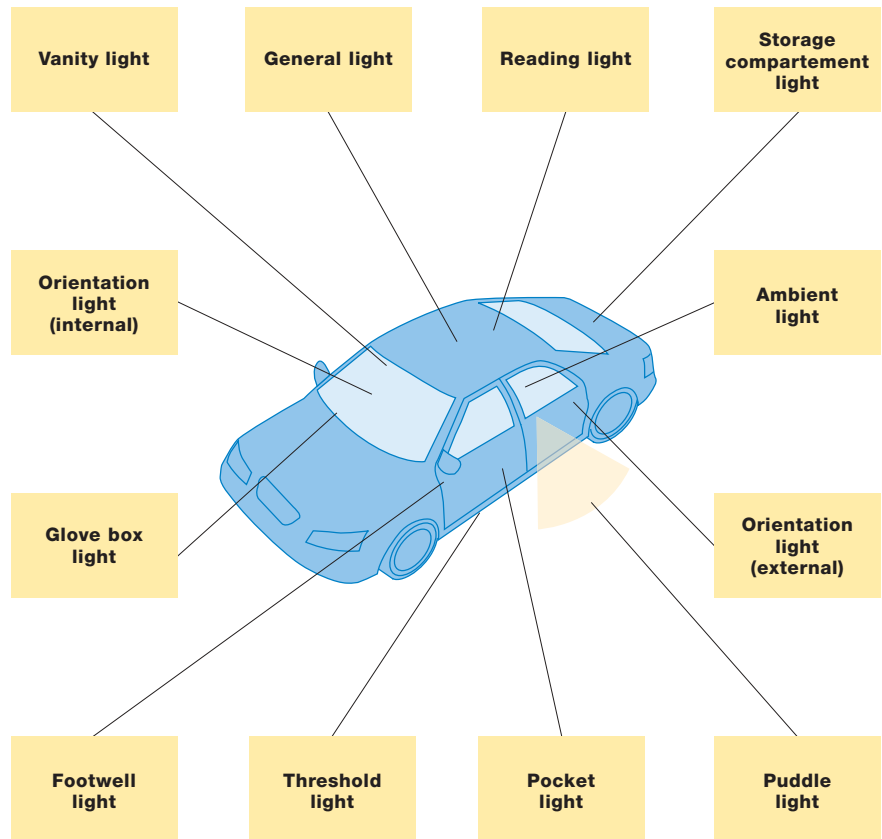 Vanity light
General light
Reading light
Storage
compartement
light
Orientation
light
(internal)
Ambient
light
Glove box
light
Orientation
light
(external)
Footwell
light
Threshold
light
Pocket
light
Puddle
light